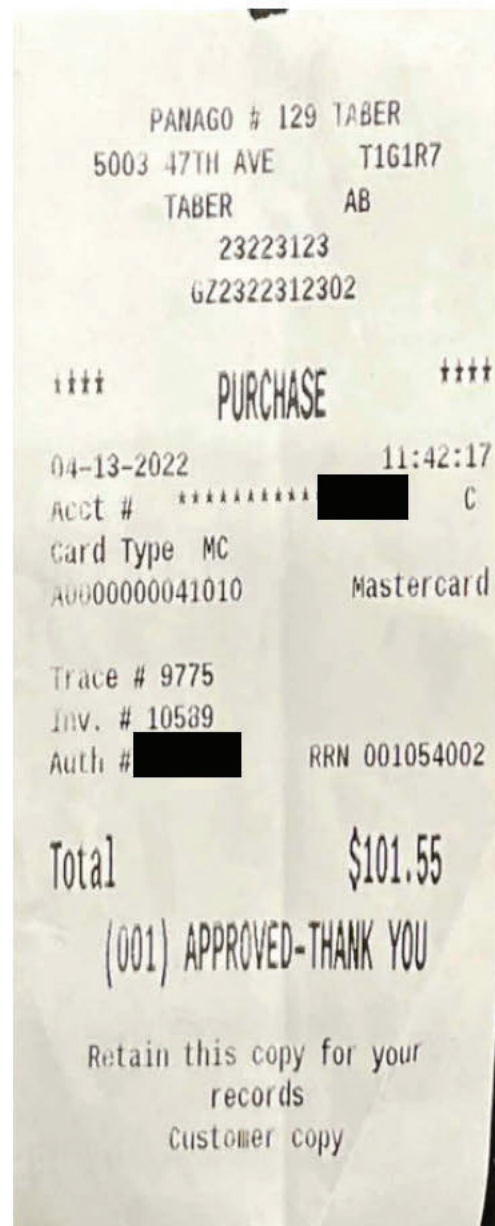 PANAGO # 129 TABER
5003 47TH AVE T1G1R7
TABER AB
23223123
GZ2322312302
**** PURCHASE ****
04-13-2022 11:42:17
Acct # ********** C
Card Type MC
A0000000041010 Mastercard
Trace # 9775
Inv. # 10589
Auth # RRN 001054002
Total $101.55
(001) APPROVED-THANK YOU
Retain this copy for your
records
Customer copy